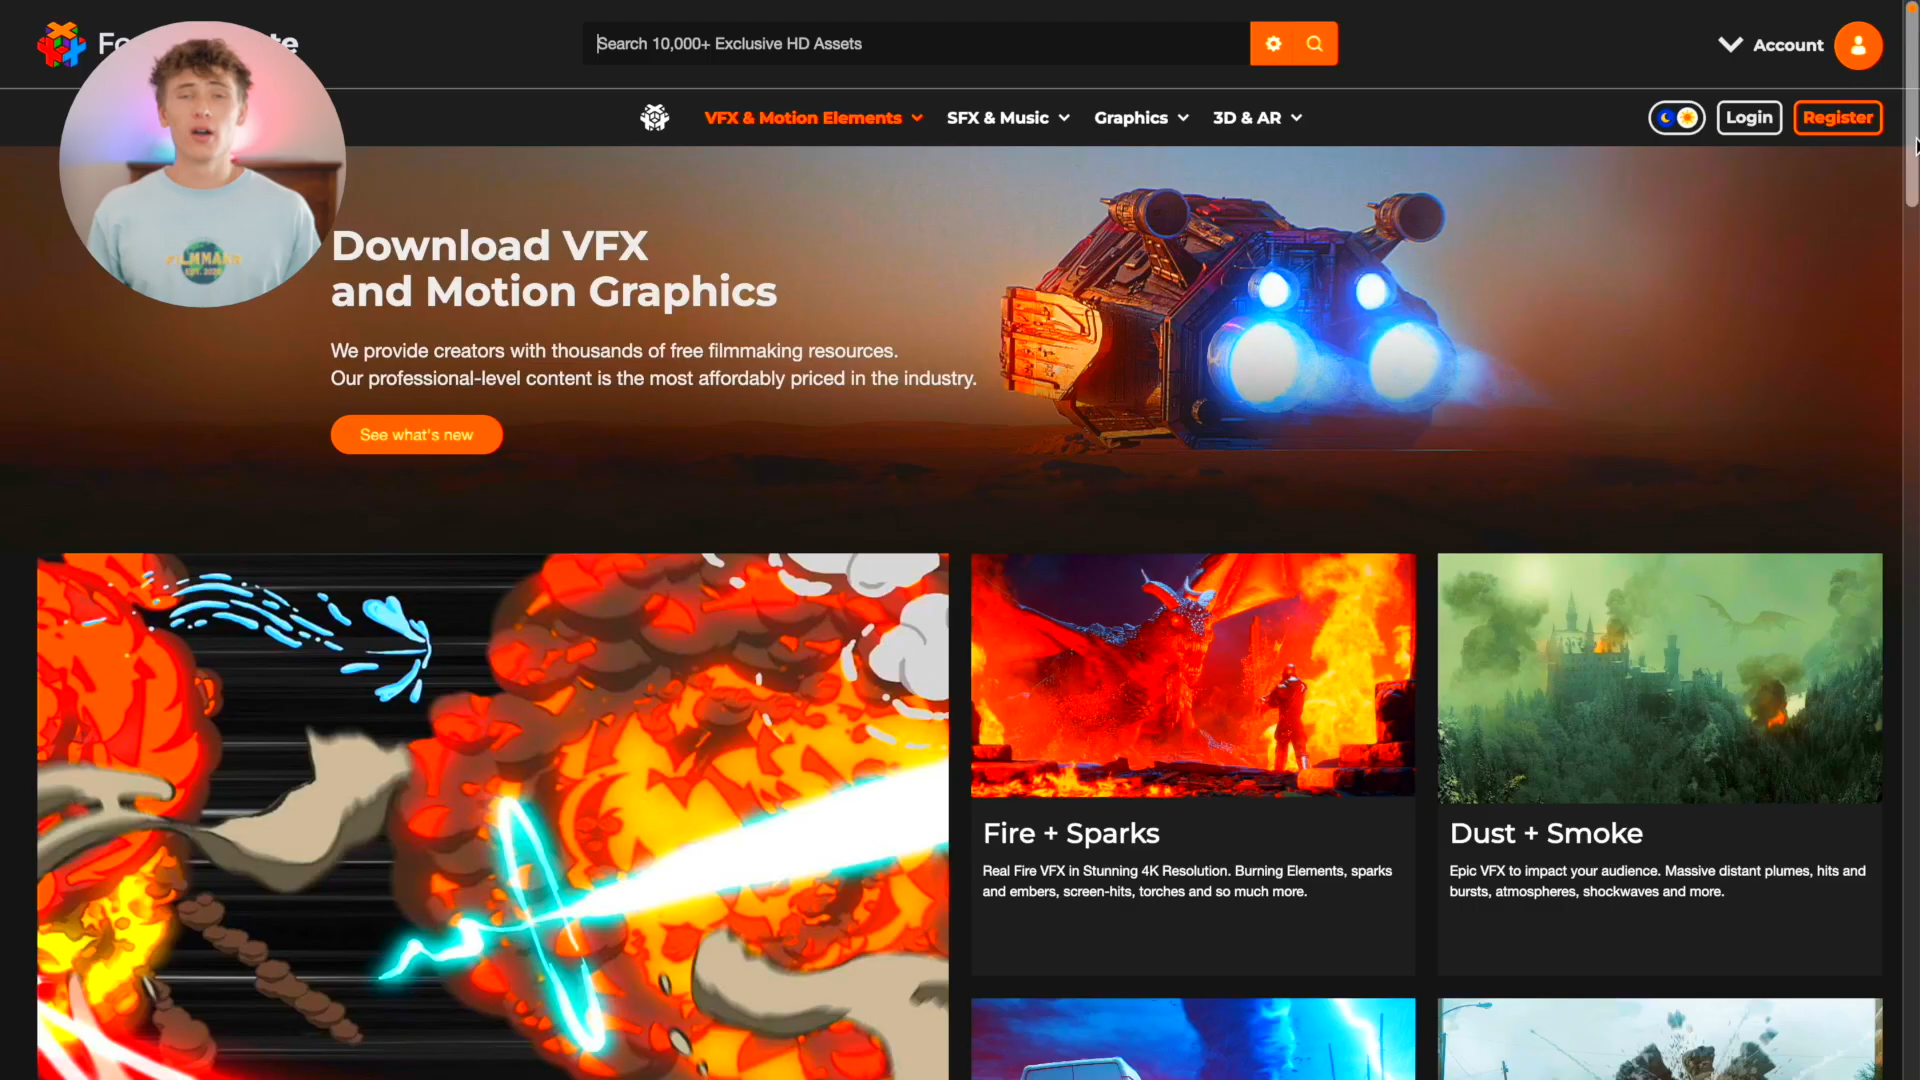 Search 10,000+ Exclusive HD Assets
Account
VFX & Motion Elements
SFX & Music
Graphics
3D & AR
Login
Register
FILMMAKR
EST. 2020
Download VFX
and Motion Graphics
We provide creators with thousands of free filmmaking resources.
Our professional-level content is the most affordably priced in the industry.
See what's new
Fire + Sparks
Real Fire VFX in Stunning 4K Resolution. Burning Elements, sparks
and embers, screen-hits, torches and so much more.
Dust + Smoke
Epic VFX to impact your audience. Massive distant plumes, hits and
bursts, atmospheres, shockwaves and more.